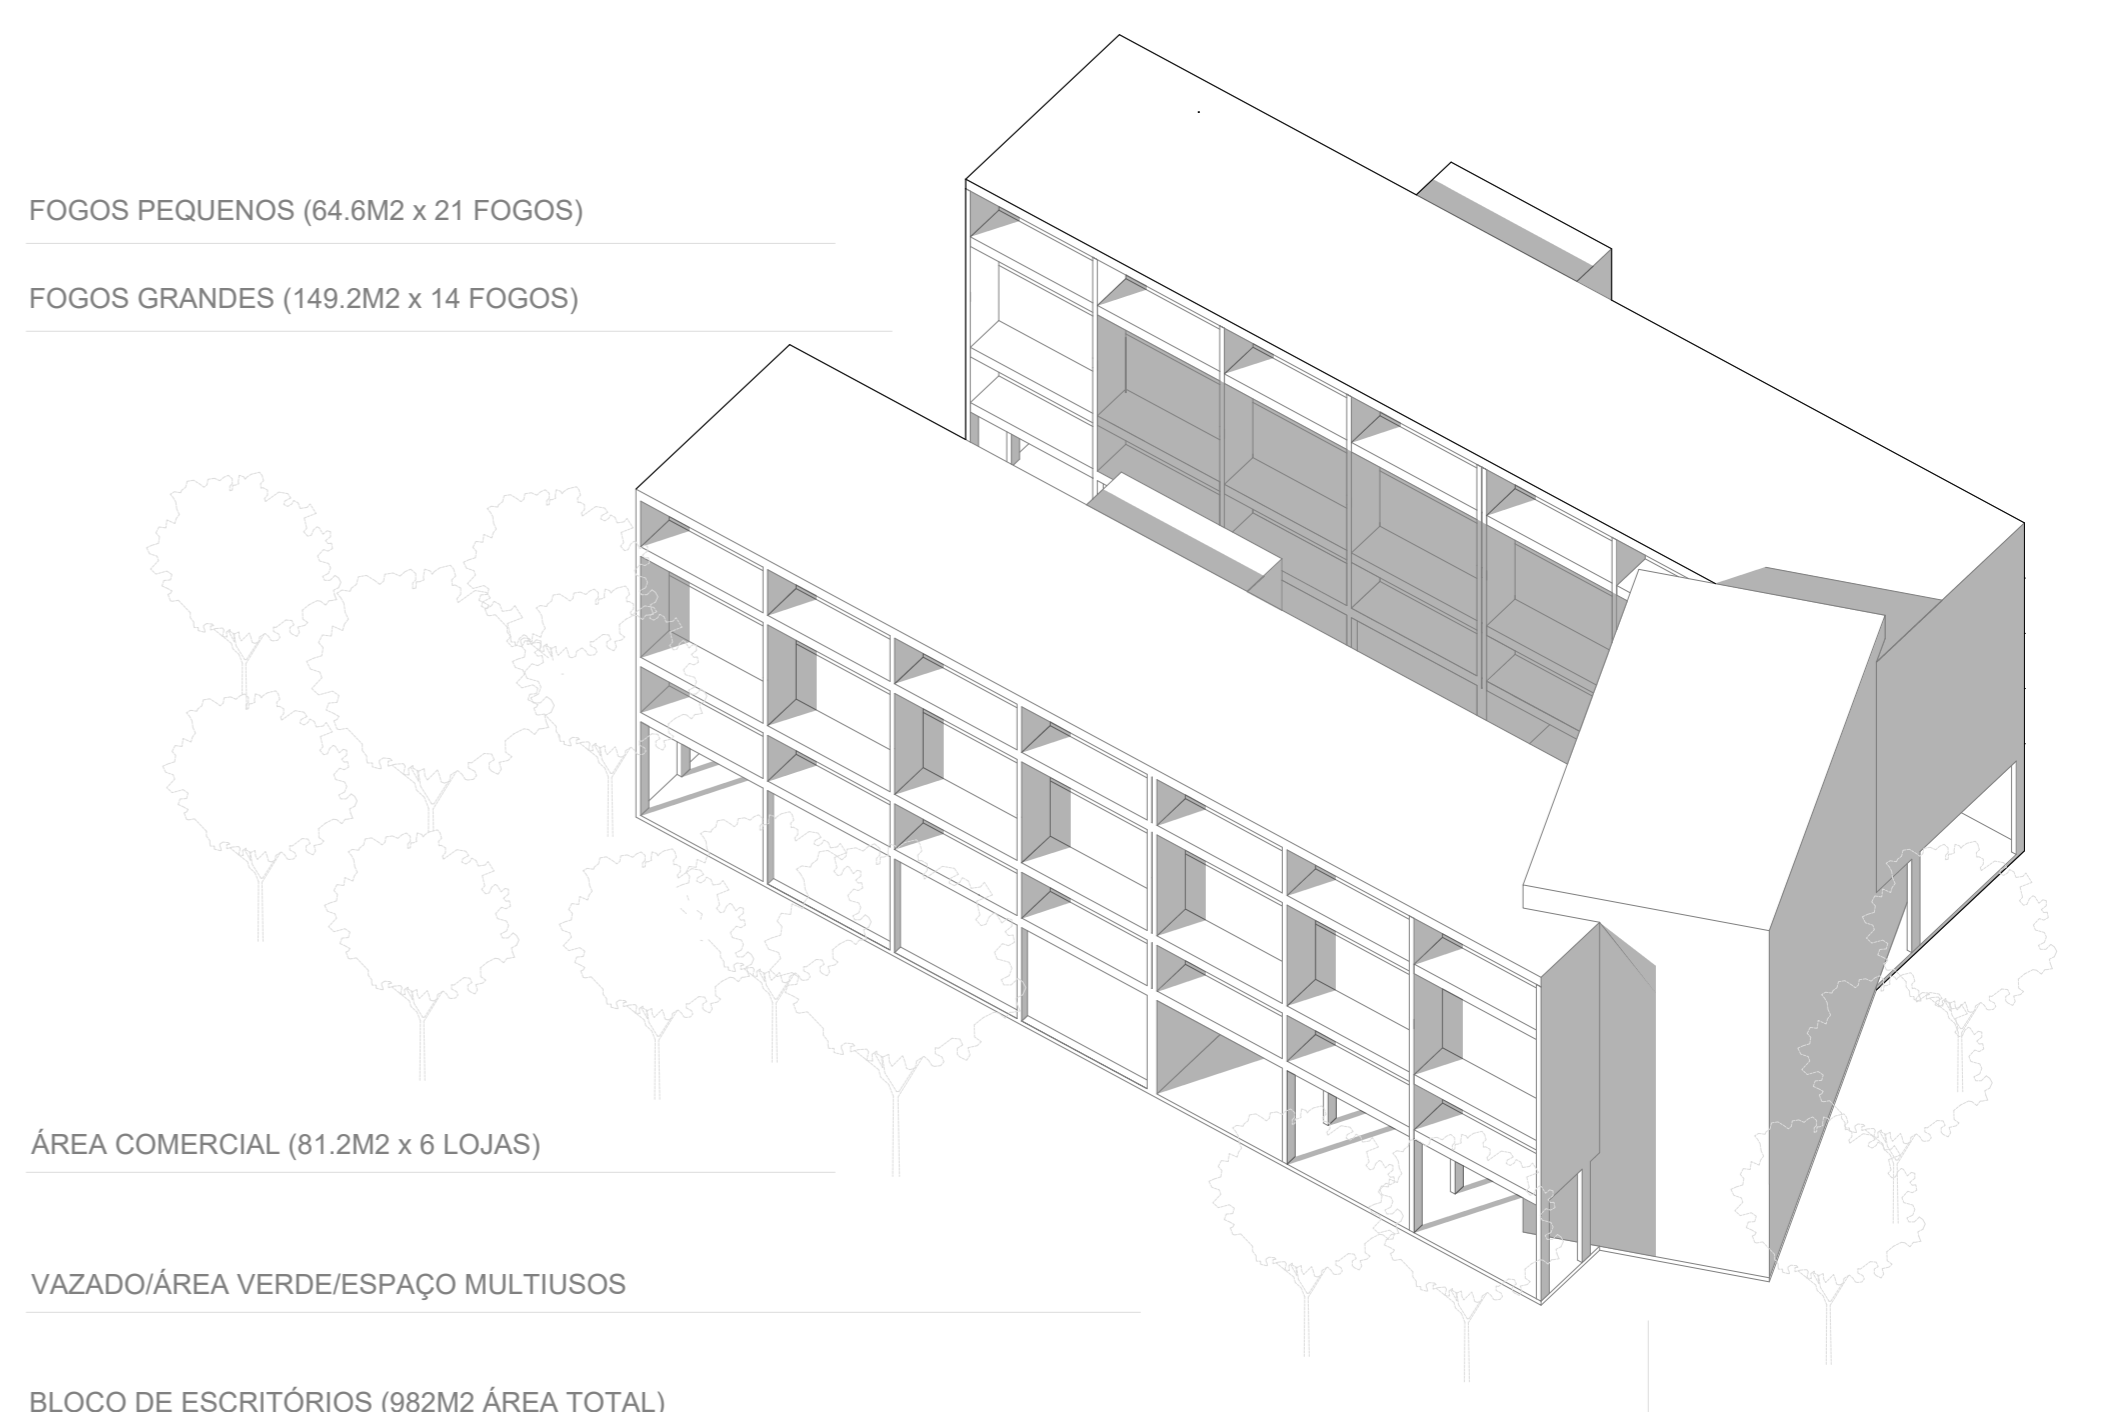 FOGOS PEQUENOS (64.6M2 x 21 FOGOS)
FOGOS GRANDES (149.2M2 x 14 FOGOS)
ÁREA COMERCIAL (81.2M2 x 6 LOJAS)
VAZADO/ÁREA VERDE/ESPAÇO MULTIUSOS
BLOCO DE ESCRITÓRIOS (982M2 ÁREA TOTAL)